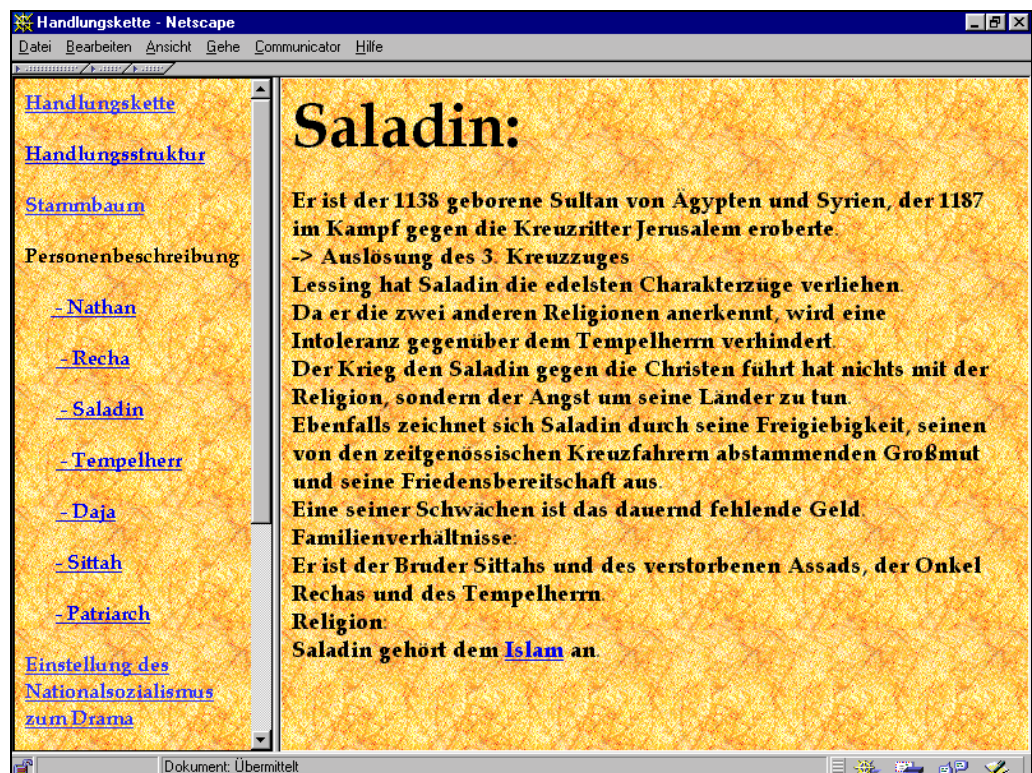 Handlungskette - Netscape
Datei Bearbeiten Ansicht Gehe Communicator Hilfe
Handlungskette
Handlungsstruktur
Stammbaum
Personenbeschreibung
- Nathan
- Recha
- Saladin
- Tempelherr
- Daja
- Sittah
- Patriarch
Einstellung des
Nationalsozialismus
zum Drama
Saladin:
Er ist der 1138 geborene Sultan von Ägypten und Syrien, der 1187
im Kampf gegen die Kreuzritter Jerusalem eroberte.
-> Auslösung des 3. Kreuzzuges
Lessing hat Saladin die edelsten Charakterzüge verliehen.
Da er die zwei anderen Religionen anerkennt, wird eine
Intoleranz gegenüber dem Tempelherrn verhindert.
Der Krieg den Saladin gegen die Christen führt hat nichts mit der
Religion, sondern der Angst um seine Länder zu tun.
Ebenfalls zeichnet sich Saladin durch seine Freigiebigkeit, seinen
von den zeitgenössischen Kreuzfahrern abstammenden Großmut
und seine Friedensbereitschaft aus.
Eine seiner Schwächen ist das dauernd fehlende Geld.
Familienverhältnisse:
Er ist der Bruder Sittahs und des verstorbenen Assads, der Onkel
Rechas und des Tempelherrn.
Religion:
Saladin gehört dem Islam an.
Dokument: Übermittelt